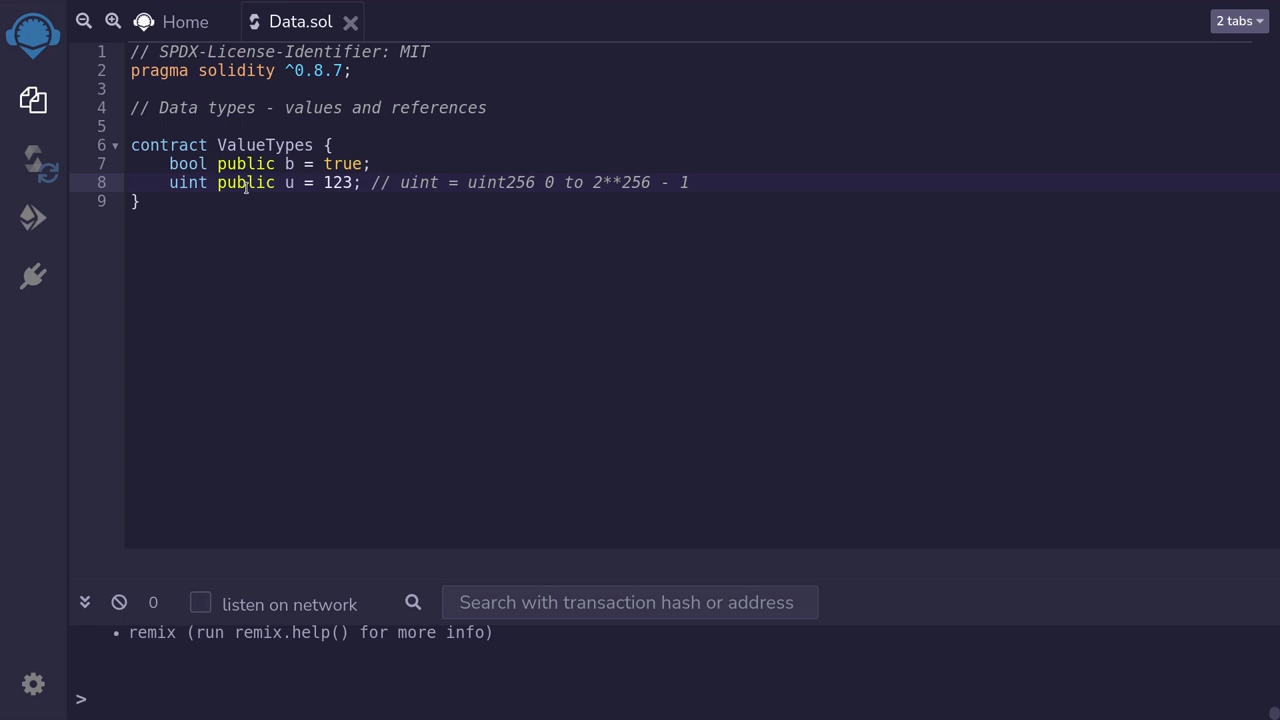 Home
Data.sol
2 tabs
1 // SPDX-License-Identifier: MIT
2 pragma solidity ^0.8.7;
3
4 // Data types - values and references
5
6 contract ValueTypes {
7     bool public b = true;
8     uint public u = 123; // uint = uint256 0 to 2**256 - 1
9 }
0
listen on network
Search with transaction hash or address
• remix (run remix.help() for more info)
>